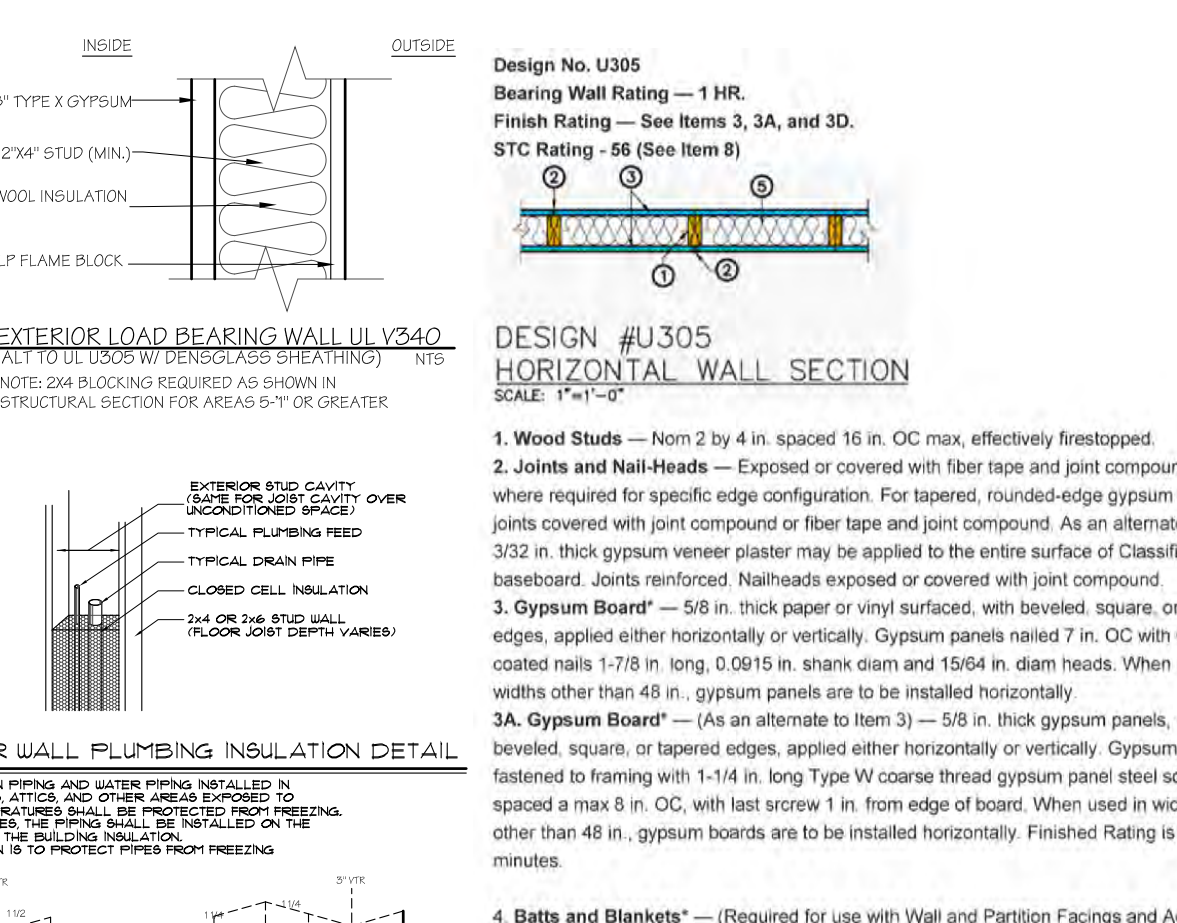 INSIDE
OUTSIDE
" TYPE X GYPSUM
2"X4" STUD (MIN.)
WOOL INSULATION
LP FLAME BLOCK
EXTERIOR LOAD BEARING WALL UL V340
ALT TO UL U305 W/ DENSGLASS SHEATHING)
NTS
NOTE: 2X4 BLOCKING REQUIRED AS SHOWN IN
STRUCTURAL SECTION FOR AREAS 5-'1" OR GREATER
EXTERIOR STUD CAVITY
(SAME FOR JOIST CAVITY OVER
UNCONDITIONED SPACE)
TYPICAL PLUMBING FEED
TYPICAL DRAIN PIPE
CLOSED CELL INSULATION
2x4 OR 2x6 STUD WALL
(FLOOR JOIST DEPTH VARIES)
R WALL PLUMBING INSULATION DETAIL
PIPING AND WATER PIPING INSTALLED IN
, ATTICS, AND OTHER AREAS EXPOSED TO
RATURES SHALL BE PROTECTED FROM FREEZING.
ES, THE PIPING SHALL BE INSTALLED ON THE
THE BUILDING INSULATION.
N IS TO PROTECT PIPES FROM FREEZING
TR
3" VTR
11/2
11/4
11/4
Design No. U305
Bearing Wall Rating — 1 HR.
Finish Rating — See Items 3, 3A, and 3D.
STC Rating - 56 (See Item 8)
2
3
5
1
2
DESIGN #U305
HORIZONTAL WALL SECTION
SCALE: 1"=1'-0"
1. Wood Studs — Nom 2 by 4 in. spaced 16 in. OC max, effectively firestopped.
2. Joints and Nail-Heads — Exposed or covered with fiber tape and joint compoun
where required for specific edge configuration. For tapered, rounded-edge gypsum
joints covered with joint compound or fiber tape and joint compound. As an alternate
3/32 in. thick gypsum veneer plaster may be applied to the entire surface of Classifi
baseboard. Joints reinforced. Nailheads exposed or covered with joint compound.
3. Gypsum Board* — 5/8 in. thick paper or vinyl surfaced, with beveled, square, or
edges, applied either horizontally or vertically. Gypsum panels nailed 7 in. OC with
coated nails 1-7/8 in. long, 0.0915 in. shank diam and 15/64 in. diam heads. When
widths other than 48 in., gypsum panels are to be installed horizontally.
3A. Gypsum Board* — (As an alternate to Item 3) — 5/8 in. thick gypsum panels,
beveled, square, or tapered edges, applied either horizontally or vertically. Gypsum
fastened to framing with 1-1/4 in. long Type W coarse thread gypsum panel steel sc
spaced a max 8 in. OC, with last srcrew 1 in. from edge of board. When used in wid
other than 48 in., gypsum boards are to be installed horizontally. Finished Rating is
minutes.
4. Batts and Blankets* — (Required for use with Wall and Partition Facings and A